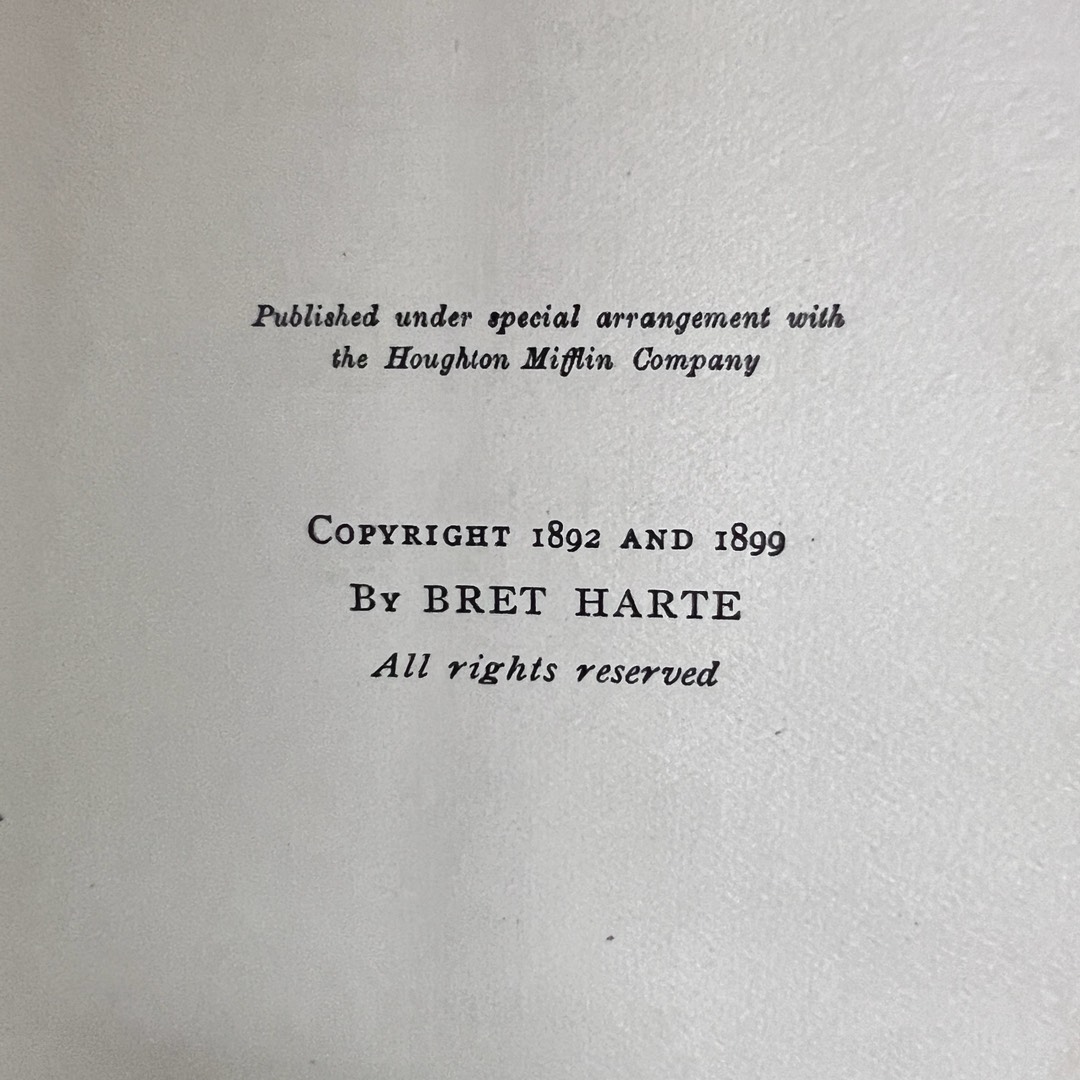 Published under special arrangement with
the Houghton Mifflin Company
COPYRIGHT 1892 AND 1899
BY BRET HARTE
All rights reserved